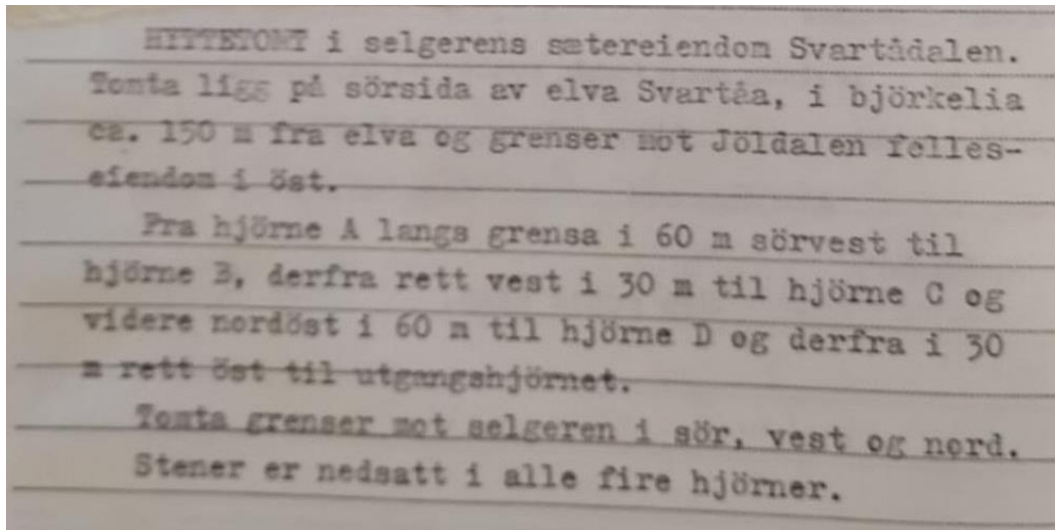 HYTTETOMT i selgerens sætereiendom Svartådalen.
Tomta ligg på sörsida av elva Svartåa, i björkelia
ca. 150 m fra elva og grenser mot Jöldalen felles-
eiendom i öst.
Fra hjörne A langs grensa i 60 m sörvest til
hjörne B, derfra rett vest i 30 m til hjörne C og
videre nordöst i 60 m til hjörne D og derfra i 30
m rett öst til utgangshjörnet.
Tomta grenser mot selgeren i sör, vest og nord.
Stener er nedsatt i alle fire hjörner.